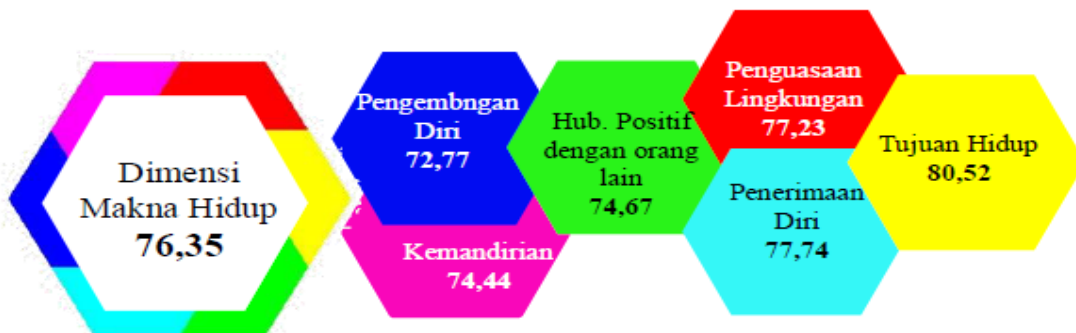 Dimensi
Makna Hidup
76,35
Pengembngan
Diri
72,77
Kemandirian
74,44
Hub. Positif
dengan orang
lain
74,67
Penguasaan
Lingkungan
77,23
Penerimaan
Diri
77,74
Tujuan Hidup
80,52